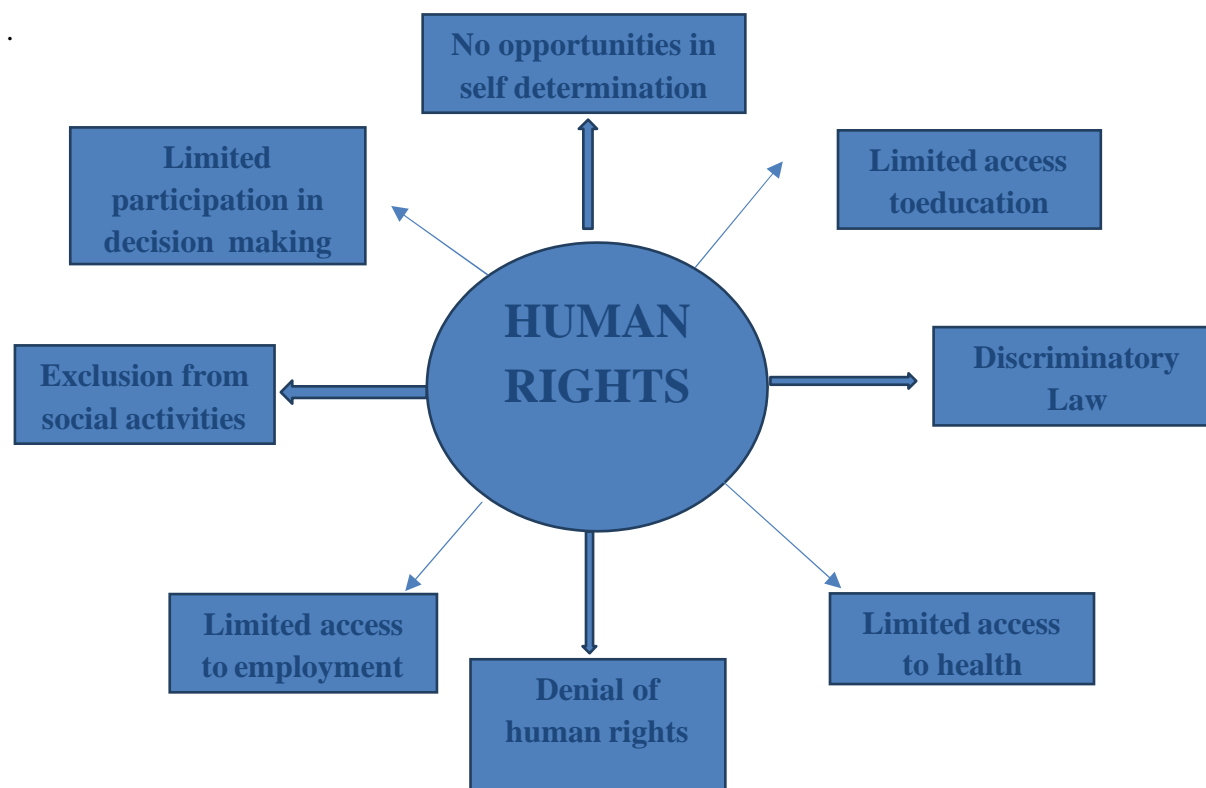 .
No opportunities in
self determination
Limited
participation in
decision making
Limited access
toeducation
HUMAN
RIGHTS
Exclusion from
social activities
Discriminatory
Law
Limited access
to employment
Denial of
human rights
Limited access
to health